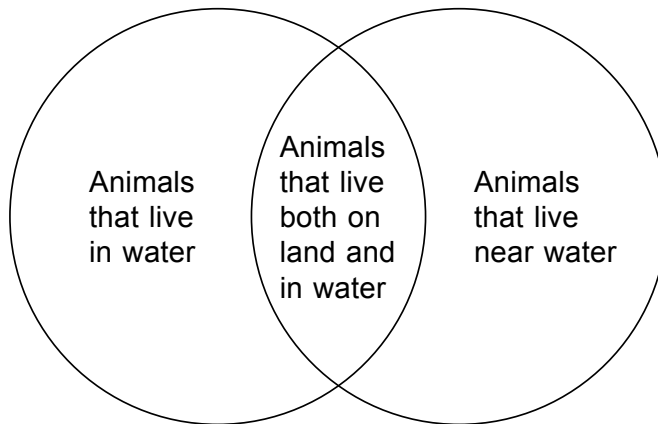 Animals
that live
in water
Animals
that live
both on
land and
in water
Animals
that live
near water